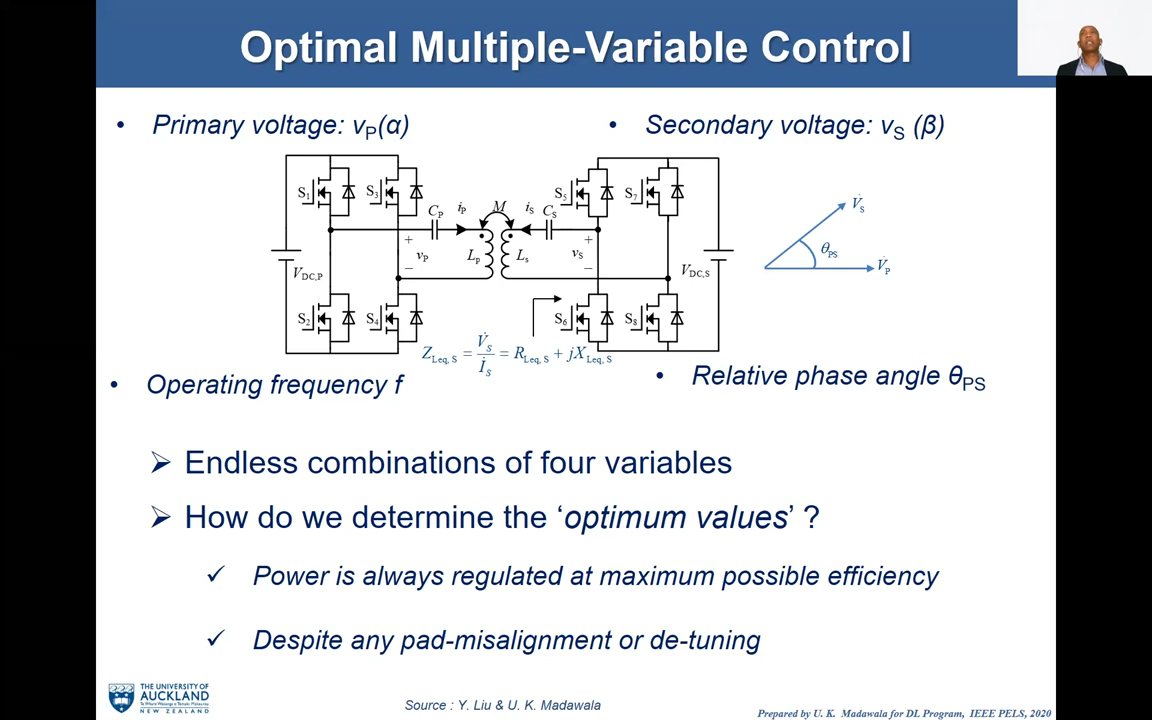 Optimal Multiple-Variable Control
• Primary voltage: vP(α)
• Secondary voltage: vS (β)
S1
S3
CP
iP
M
iS
CS
S5
S7
+
vP
−
LP
Ls
+
vS
−
VDC,P
VDC,S
S2
S4
S6
S8
V̇S
θPS
V̇P
ZLeq, S = V̇S / İS = RLeq, S + jXLeq, S
• Operating frequency f
• Relative phase angle θPS
➢ Endless combinations of four variables
➢ How do we determine the ‘optimum values’ ?
✓ Power is always regulated at maximum possible efficiency
✓ Despite any pad-misalignment or de-tuning
THE UNIVERSITY OF
AUCKLAND
NEW ZEALAND
Source : Y. Liu & U. K. Madawala
Prepared by U. K. Madawala for DL Program, IEEE PELS, 2020